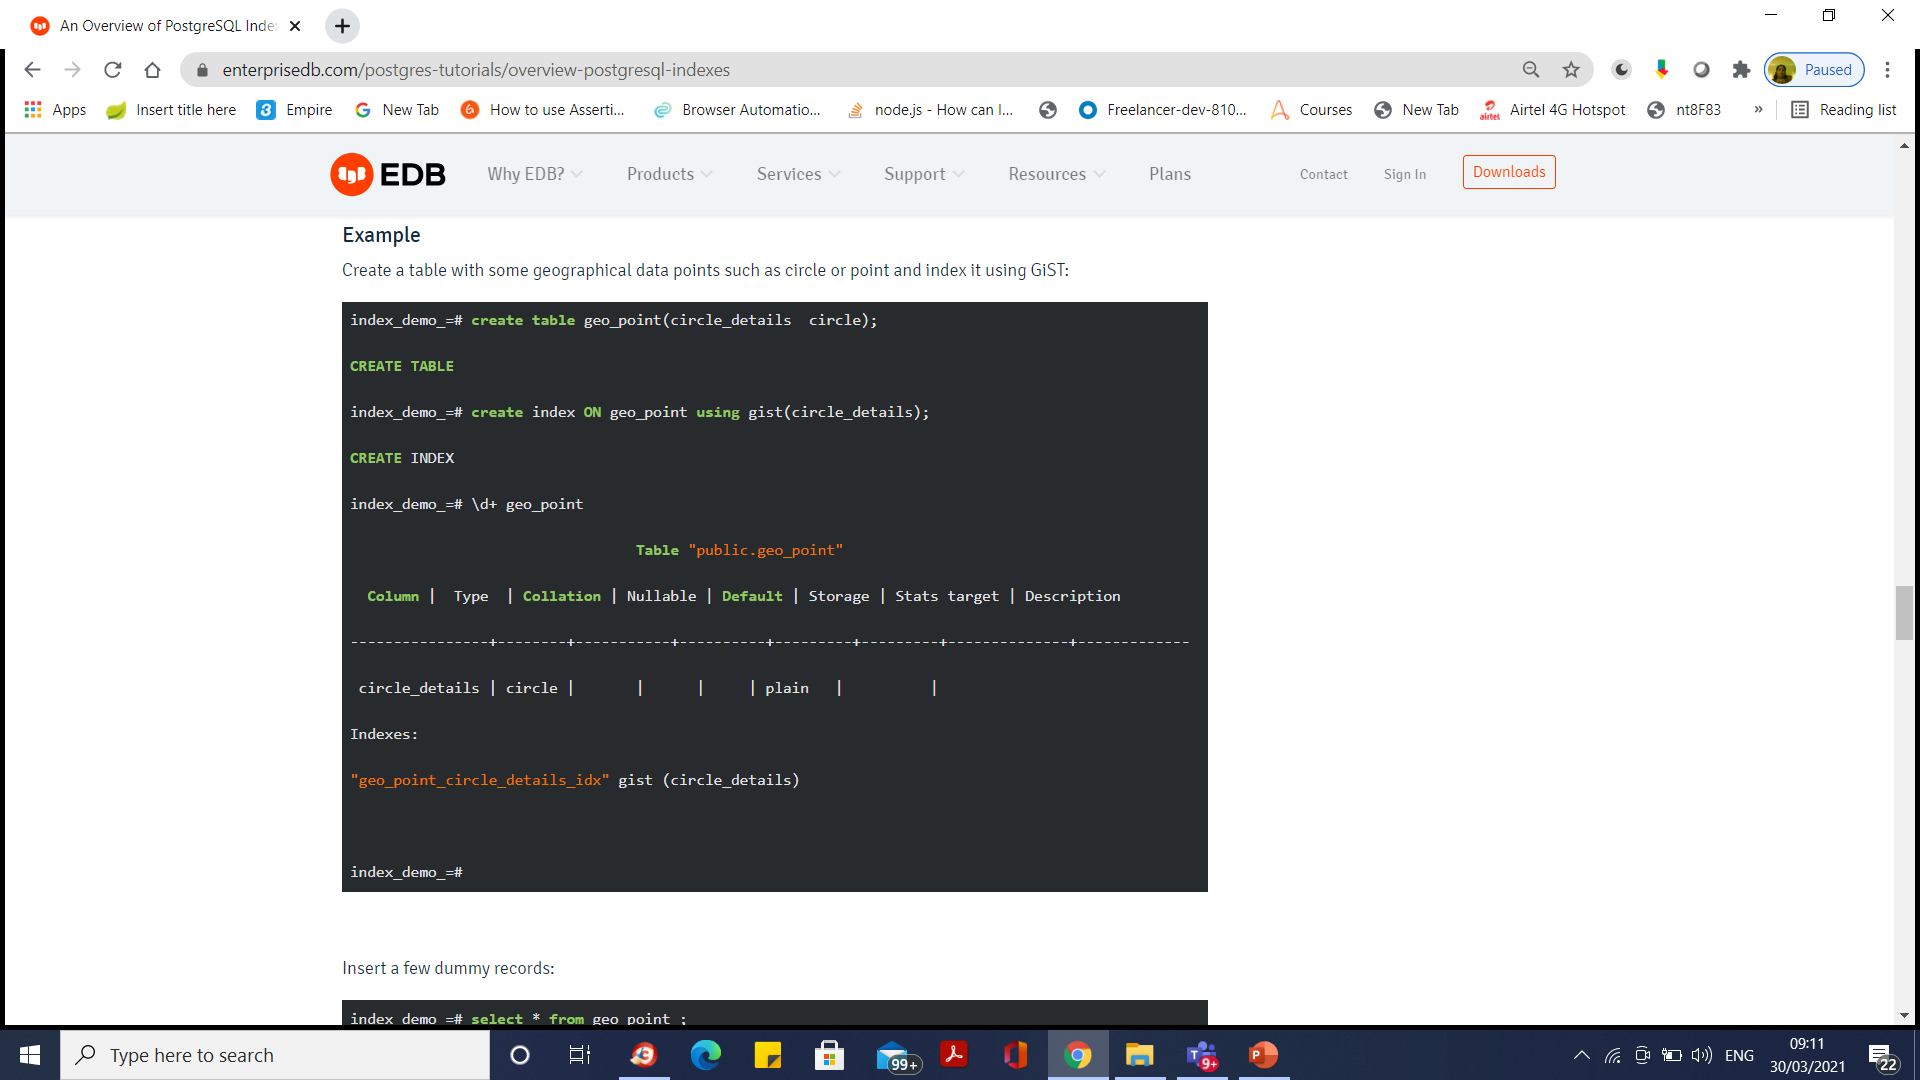 An Overview of PostgreSQL Inde
enterprisedb.com/postgres-tutorials/overview-postgresql-indexes
Paused
Apps
Insert title here
Empire
New Tab
How to use Asserti...
Browser Automatio...
node.js - How can I...
Freelancer-dev-810...
Courses
New Tab
airtel
Airtel 4G Hotspot
nt8F83
»
Reading list
EDB
Why EDB?
Products
Services
Support
Resources
Plans
Contact
Sign In
Downloads
Example
Create a table with some geographical data points such as circle or point and index it using GiST:
index_demo_=# create table geo_point(circle_details  circle);
CREATE TABLE
index_demo_=# create index ON geo_point using gist(circle_details);
CREATE INDEX
index_demo_=# \d+ geo_point
Table "public.geo_point"
Column |  Type  | Collation | Nullable | Default | Storage | Stats target | Description
----------------+--------+-----------+----------+---------+---------+--------------+-------------
circle_details | circle |       |      |     | plain   |          |
Indexes:
"geo_point_circle_details_idx" gist (circle_details)
index_demo_=#
Insert a few dummy records:
index_demo_=# select * from geo_point ;
Type here to search
99+
9+
ENG
09:11
30/03/2021
22